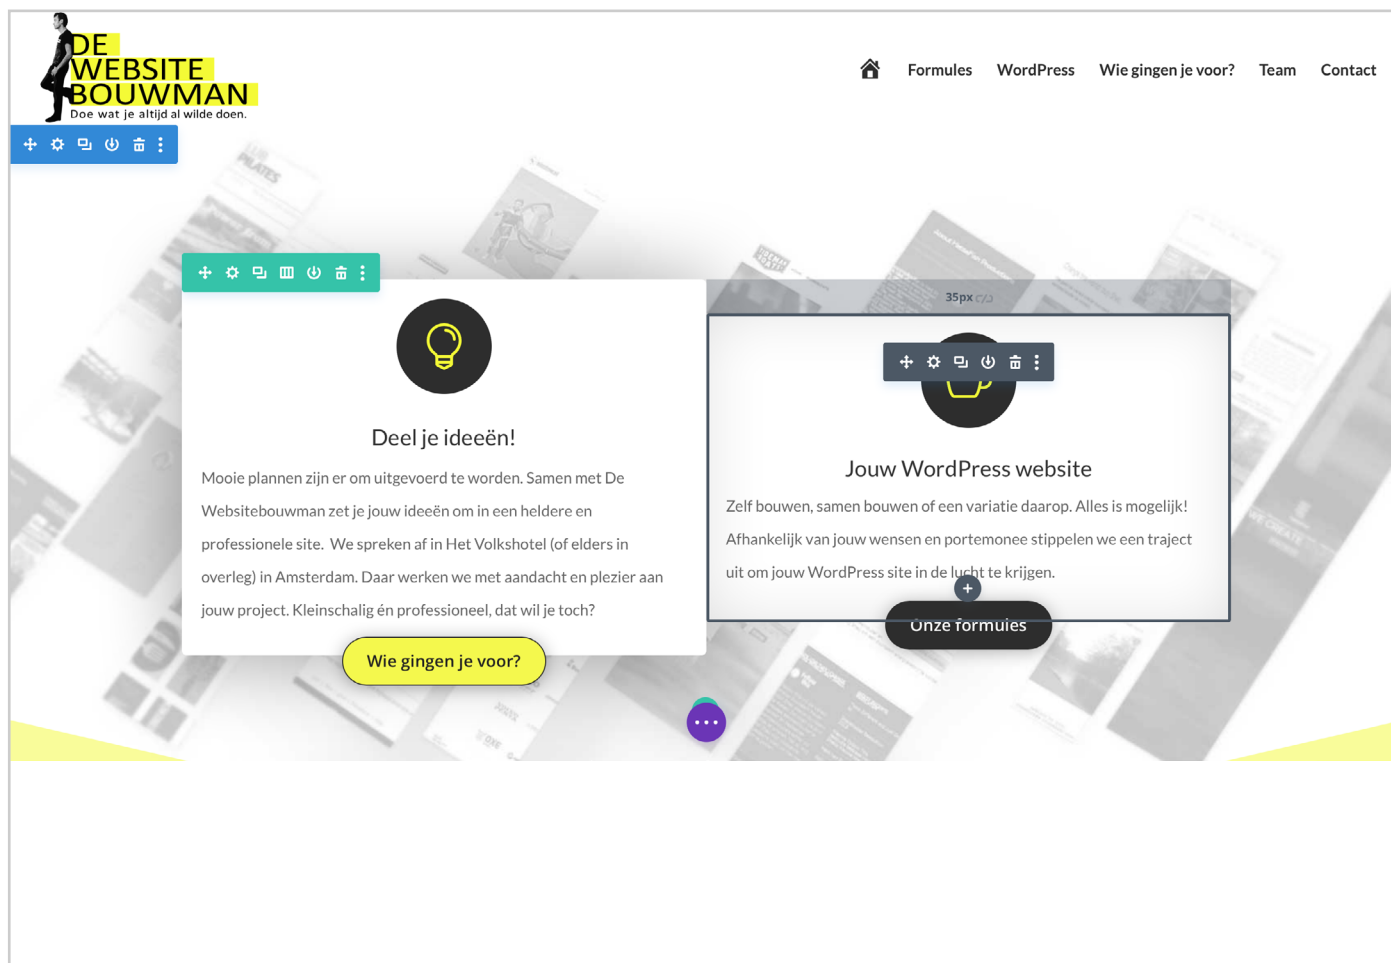 DE
WEBSITE
BOUWMAN
Doe wat je altijd al wilde doen.
Formules
WordPress
Wie gingen je voor?
Team
Contact
PILATES
35px
Deel je ideeën!
Mooie plannen zijn er om uitgevoerd te worden. Samen met De
Websitebouwman zet je jouw ideeën om in een heldere en
professionele site.  We spreken af in Het Volkshotel (of elders in
overleg) in Amsterdam. Daar werken we met aandacht en plezier aan
jouw project. Kleinschalig én professioneel, dat wil je toch?
Wie gingen je voor?
Jouw WordPress website
Zelf bouwen, samen bouwen of een variatie daarop. Alles is mogelijk!
Afhankelijk van jouw wensen en portemonee stippelen we een traject
uit om jouw WordPress site in de lucht te krijgen.
Onze formules